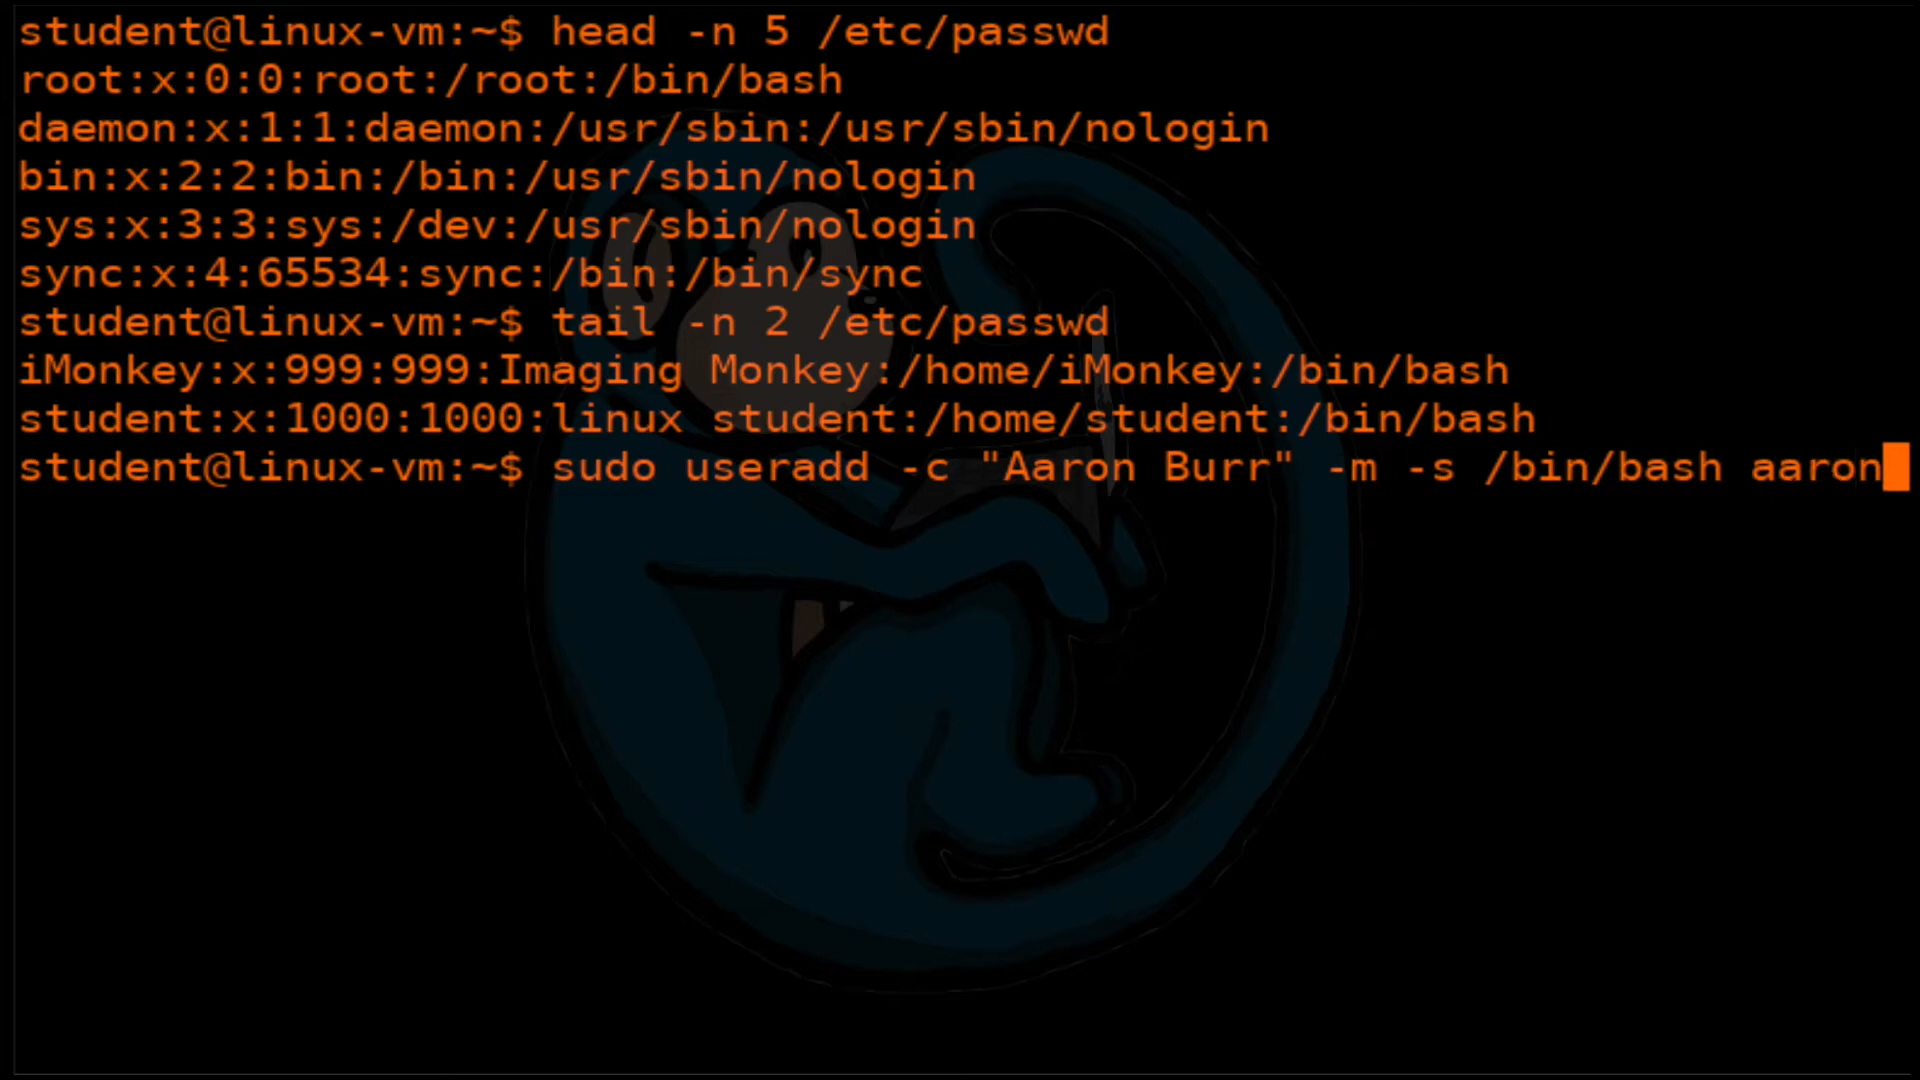 student@linux-vm:~$ head -n 5 /etc/passwd
root:x:0:0:root:/root:/bin/bash
daemon:x:1:1:daemon:/usr/sbin:/usr/sbin/nologin
bin:x:2:2:bin:/bin:/usr/sbin/nologin
sys:x:3:3:sys:/dev:/usr/sbin/nologin
sync:x:4:65534:sync:/bin:/bin/sync
student@linux-vm:~$ tail -n 2 /etc/passwd
iMonkey:x:999:999:Imaging Monkey:/home/iMonkey:/bin/bash
student:x:1000:1000:linux student:/home/student:/bin/bash
student@linux-vm:~$ sudo useradd -c "Aaron Burr" -m -s /bin/bash aaron